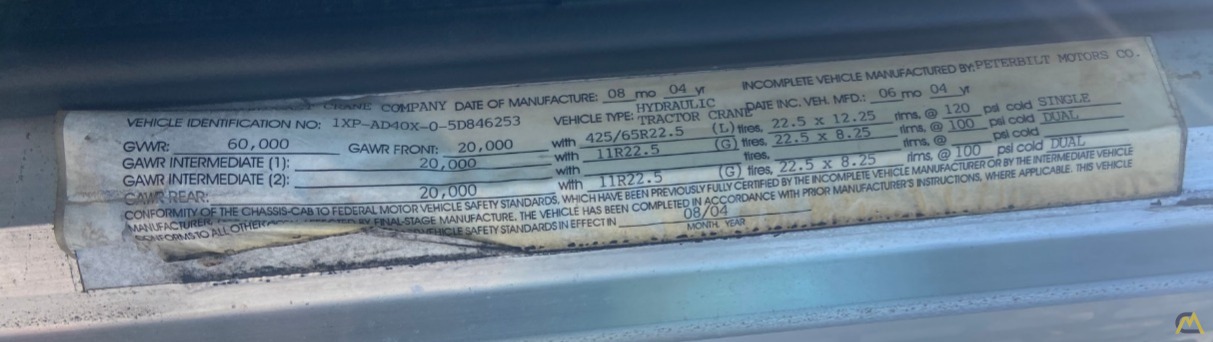 CRANE COMPANY DATE OF MANUFACTURE: 08 mo 04 yr INCOMPLETE VEHICLE MANUFACTURED BY: PETERBILT MOTORS CO.
VEHICLE IDENTIFICATION NO: 1XP-AD40X-0-5D846253 VEHICLE TYPE: HYDRAULIC TRACTOR CRANE DATE INC. VEH. MFD.: 06 mo 04 yr
GVWR: 60,000 GAWR FRONT: 20,000 with 425/65R22.5 (L) tires, 22.5 x 12.25 rims, @ 120 psi cold SINGLE
GAWR INTERMEDIATE (1): 20,000 with 11R22.5 (G) tires, 22.5 x 8.25 rims, @ 100 psi cold DUAL
GAWR INTERMEDIATE (2): with tires, rims, @ psi cold
GAWR REAR: 20,000 with 11R22.5 (G) tires, 22.5 x 8.25 rims, @ 100 psi cold DUAL
CONFORMITY OF THE CHASSIS-CAB TO FEDERAL MOTOR VEHICLE SAFETY STANDARDS, WHICH HAVE BEEN PREVIOUSLY FULLY CERTIFIED BY THE INCOMPLETE VEHICLE MANUFACTURER OR BY THE INTERMEDIATE VEHICLE
MANUFACTURER, BY FINAL-STAGE MANUFACTURE. THE VEHICLE HAS BEEN COMPLETED IN ACCORDANCE WITH PRIOR MANUFACTURER'S INSTRUCTIONS, WHERE APPLICABLE. THIS VEHICLE
CONFORMS TO ALL OTHER VEHICLE SAFETY STANDARDS IN EFFECT IN 08/04
MONTH, YEAR